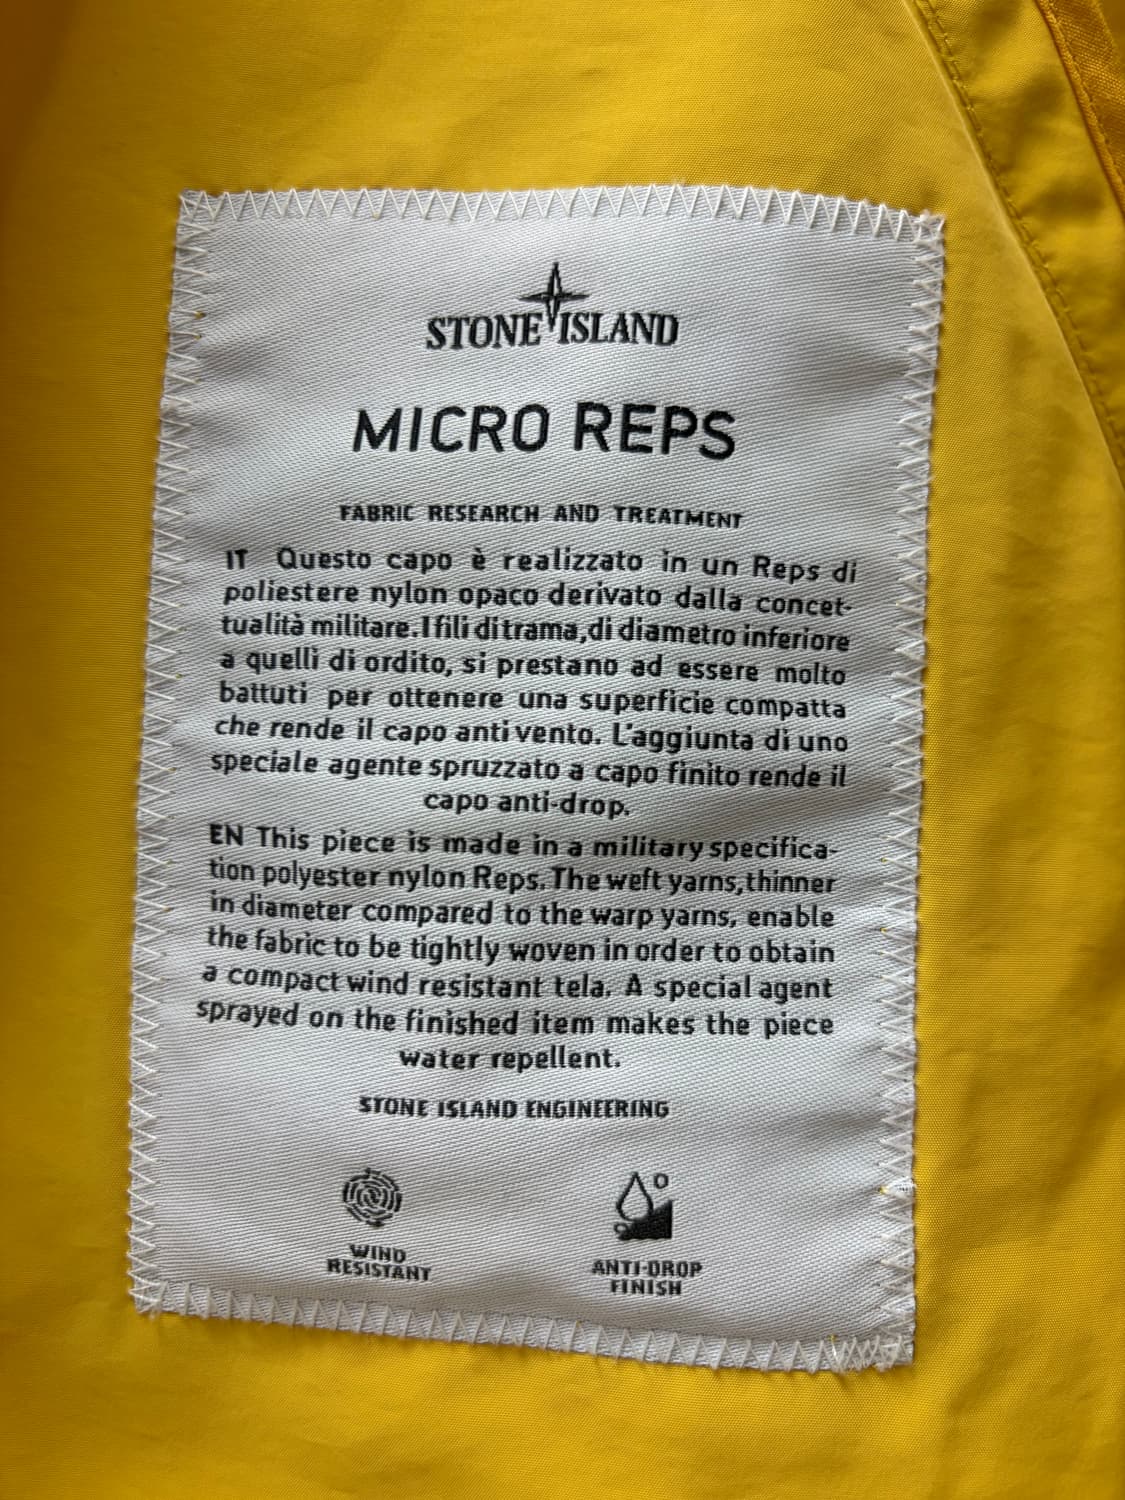 STONE ISLAND
MICRO REPS
FABRIC RESEARCH AND TREATMENT
IT Questo capo è realizzato in un Reps di
poliestere nylon opaco derivato dalla concet-
tualità militare.I fili di trama,di diametro inferiore
a quelli di ordito, si prestano ad essere molto
battuti per ottenere una superficie compatta
che rende il capo anti vento. L'aggiunta di uno
speciale agente spruzzato a capo finito rende il
capo anti-drop.
EN This piece is made in a military specifica-
tion polyester nylon Reps. The weft yarns, thinner
in diameter compared to the warp yarns, enable
the fabric to be tightly woven in order to obtain
a compact wind resistant tela. A special agent
sprayed on the finished item makes the piece
water repellent.
STONE ISLAND ENGINEERING
WIND
RESISTANT
ANTI-DROP
FINISH